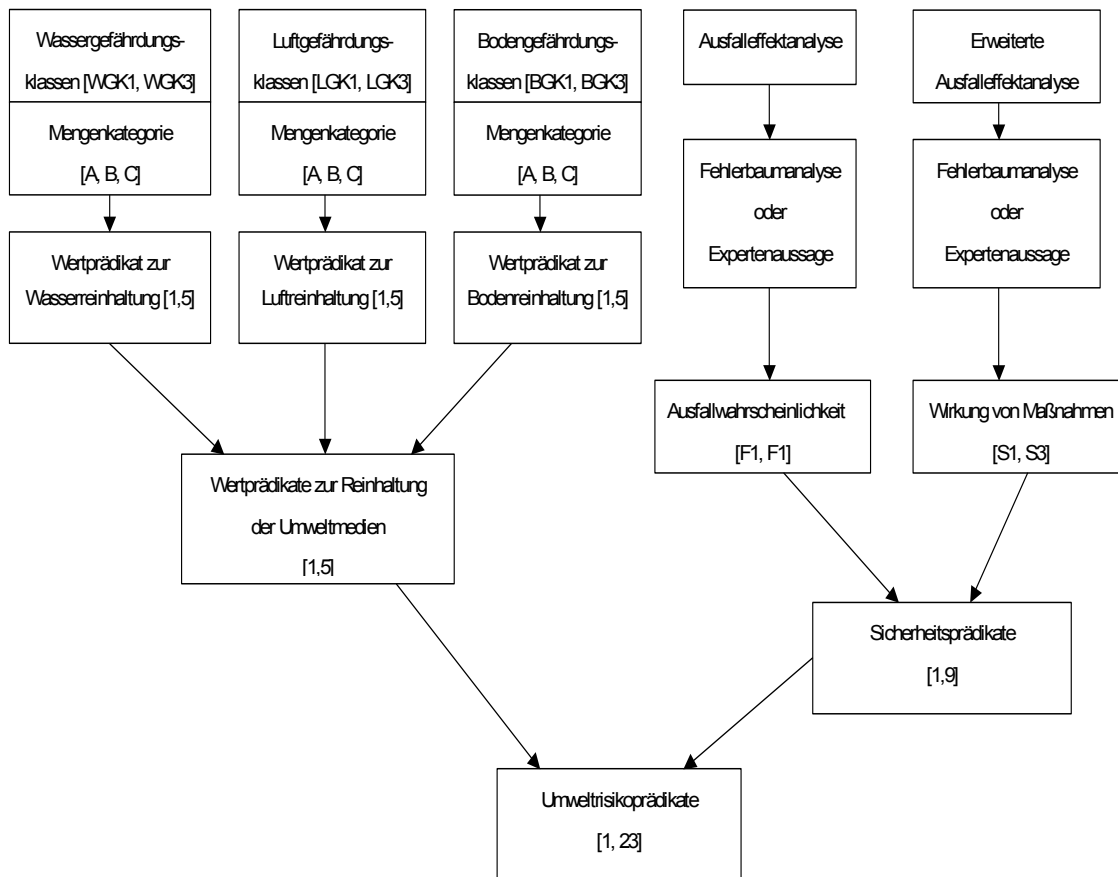 Wassergefährdungs-
klassen [WGK1, WGK3]
Mengenkategorie
[A, B, C]
Luftgefährdungs-
klassen [LGK1, LGK3]
Mengenkategorie
[A, B, C]
Bodengefährdungs-
klassen [BGK1, BGK3]
Mengenkategorie
[A, B, C]
Ausfalleffektanalyse
Erweiterte
Ausfalleffektanalyse
Fehlerbaumanalyse
oder
Expertenaussage
Fehlerbaumanalyse
oder
Expertenaussage
Wertprädikat zur
Wasserreinhaltung [1,5]
Wertprädikat zur
Luftreinhaltung [1,5]
Wertprädikat zur
Bodenreinhaltung [1,5]
Ausfallwahrscheinlichkeit
[F1, F1]
Wirkung von Maßnahmen
[S1, S3]
Wertprädikate zur Reinhaltung
der Umweltmedien
[1,5]
Sicherheitsprädikate
[1,9]
Umweltrisikoprädikate
[1, 23]